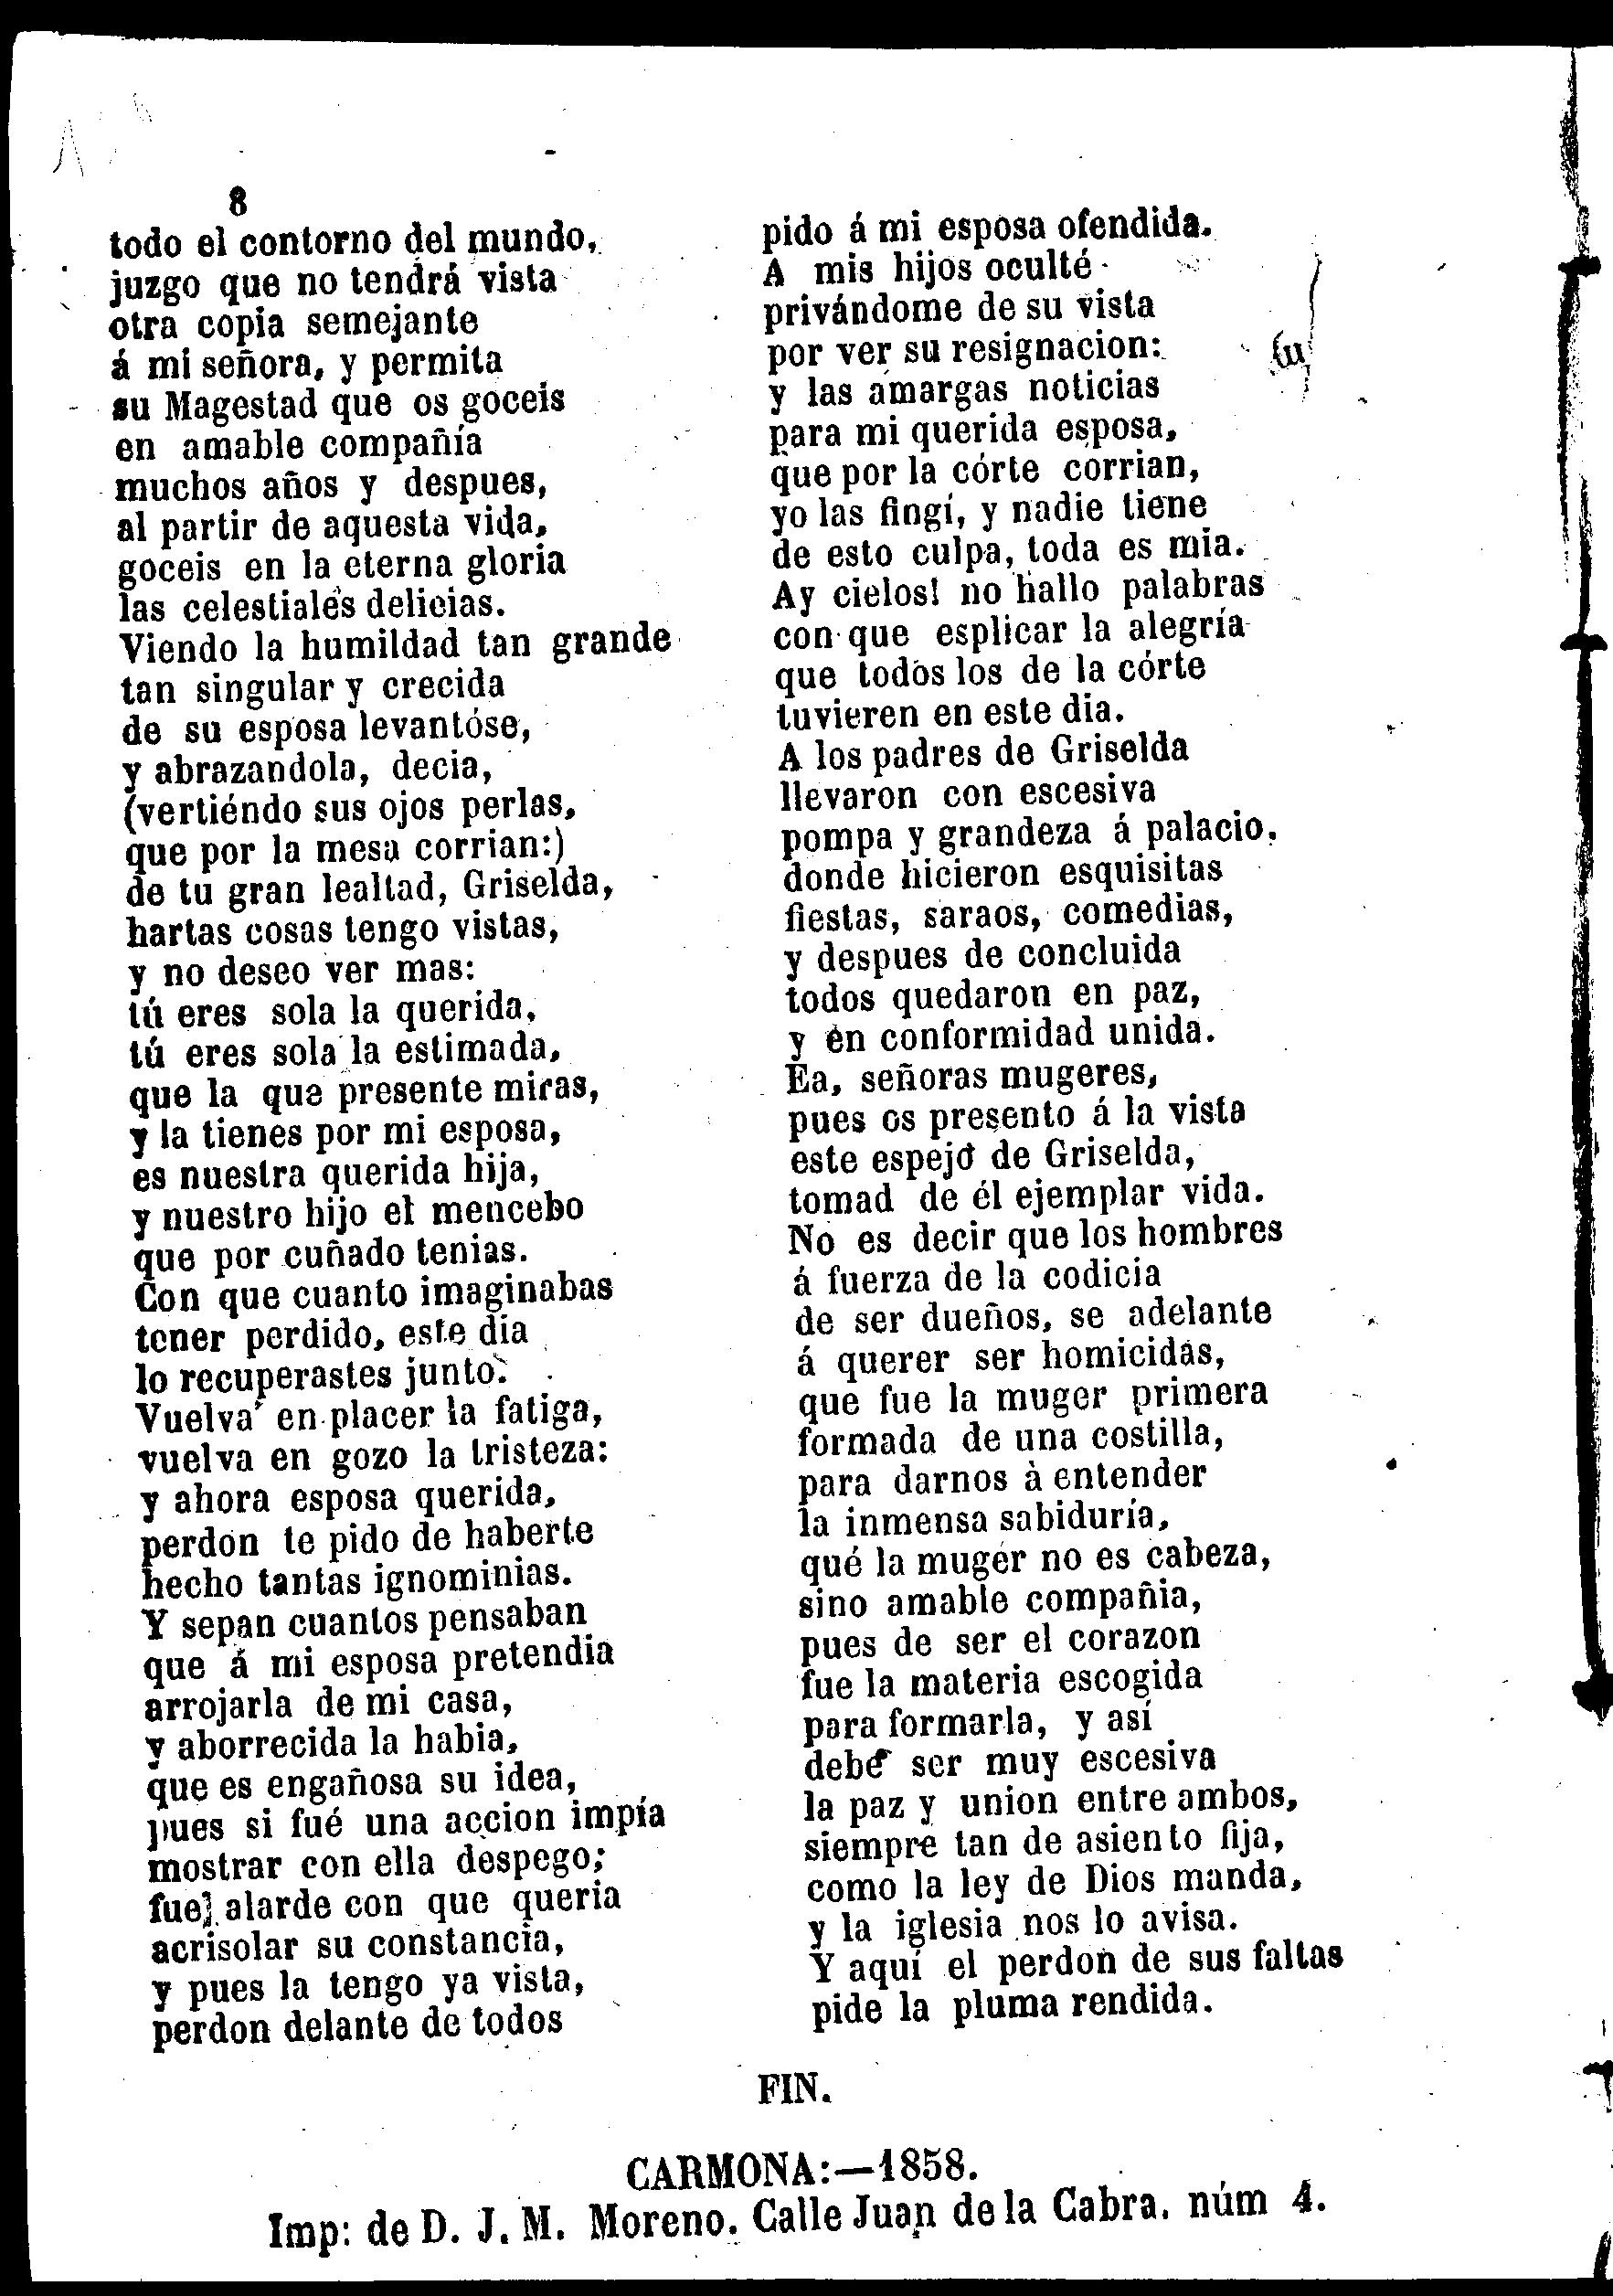 8
todo el contorno del mundo,
juzgo que no tendrá vista
otra copia semejante
á mi señora, y permita
su Magestad que os goceis
en amable compañía
muchos años y despues,
al partir de aquesta vida,
goceis en la eterna gloria
las celestiales delicias.
Viendo la humildad tan grande
tan singular y crecida
de su esposa levantóse,
y abrazandola, decia,
(vertiéndo sus ojos perlas,
que por la mesa corrian:)
de tu gran lealtad, Griselda,
hartas cosas tengo vistas,
y no deseo ver mas:
tú eres sola la querida,
tú eres sola la estimada,
que la que presente miras,
y la tienes por mi esposa,
es nuestra querida hija,
y nuestro hijo el mencebo
que por cuñado tenias.
Con que cuanto imaginabas
tener perdido, este dia
lo recuperastes junto.
Vuelva en placer la fatiga,
vuelva en gozo la tristeza:
y ahora esposa querida,
perdon te pido de haberte
hecho tantas ignominias.
Y sepan cuantos pensaban
que á mi esposa pretendia
arrojarla de mi casa,
y aborrecida la habia,
que es engañosa su idea,
pues si fué una accion impía
mostrar con ella despego;
fue] alarde con que queria
acrisolar su constancia,
y pues la tengo ya vista,
perdon delante de todos
pido á mi esposa ofendida.
A mis hijos oculté
privándome de su vista
por ver su resignacion:
y las amargas noticias
para mi querida esposa,
que por la córte corrian,
yo las fingí, y nadie tiene
de esto culpa, toda es mia.
Ay cielos! no hallo palabras
con que esplicar la alegría
que todos los de la córte
tuvieren en este dia.
A los padres de Griselda
llevaron con escesiva
pompa y grandeza á palacio,
donde hicieron esquisitas
fiestas, saraos, comedias,
y despues de concluida
todos quedaron en paz,
y en conformidad unida.
Ea, señoras mugeres,
pues os presento á la vista
este espejo de Griselda,
tomad de él ejemplar vida.
No es decir que los hombres
á fuerza de la codicia
de ser dueños, se adelante
á querer ser homicidas,
que fue la muger primera
formada de una costilla,
para darnos à entender
la inmensa sabiduría,
qué la muger no es cabeza,
sino amable compañia,
pues de ser el corazon
fue la materia escogida
para formarla, y así
debe ser muy escesiva
la paz y union entre ambos,
siempre tan de asiento fija,
como la ley de Dios manda,
y la iglesia nos lo avisa.
Y aquí el perdon de sus faltas
pide la pluma rendida.
FIN.
CARMONA:—1858.
Imp: de D. J. M. Moreno. Calle Juan de la Cabra. núm 4.